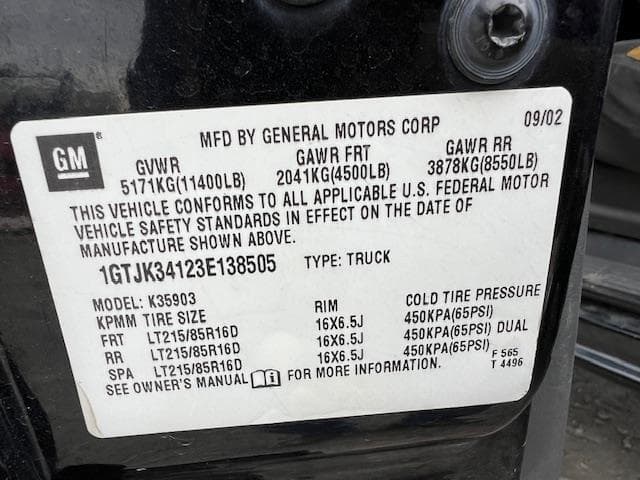 GM® MFD BY GENERAL MOTORS CORP 09/02
GVWR GAWR FRT GAWR RR
5171KG(11400LB) 2041KG(4500LB) 3878KG(8550LB)
THIS VEHICLE CONFORMS TO ALL APPLICABLE U.S. FEDERAL MOTOR
VEHICLE SAFETY STANDARDS IN EFFECT ON THE DATE OF
MANUFACTURE SHOWN ABOVE.
1GTJK34123E138505 TYPE: TRUCK
MODEL: K35903
KPMM TIRE SIZE RIM COLD TIRE PRESSURE
FRT LT215/85R16D 16X6.5J 450KPA(65PSI)
RR LT215/85R16D 16X6.5J 450KPA(65PSI) DUAL
SPA LT215/85R16D 16X6.5J 450KPA(65PSI)
SEE OWNER'S MANUAL FOR MORE INFORMATION.
F 565
T 4496